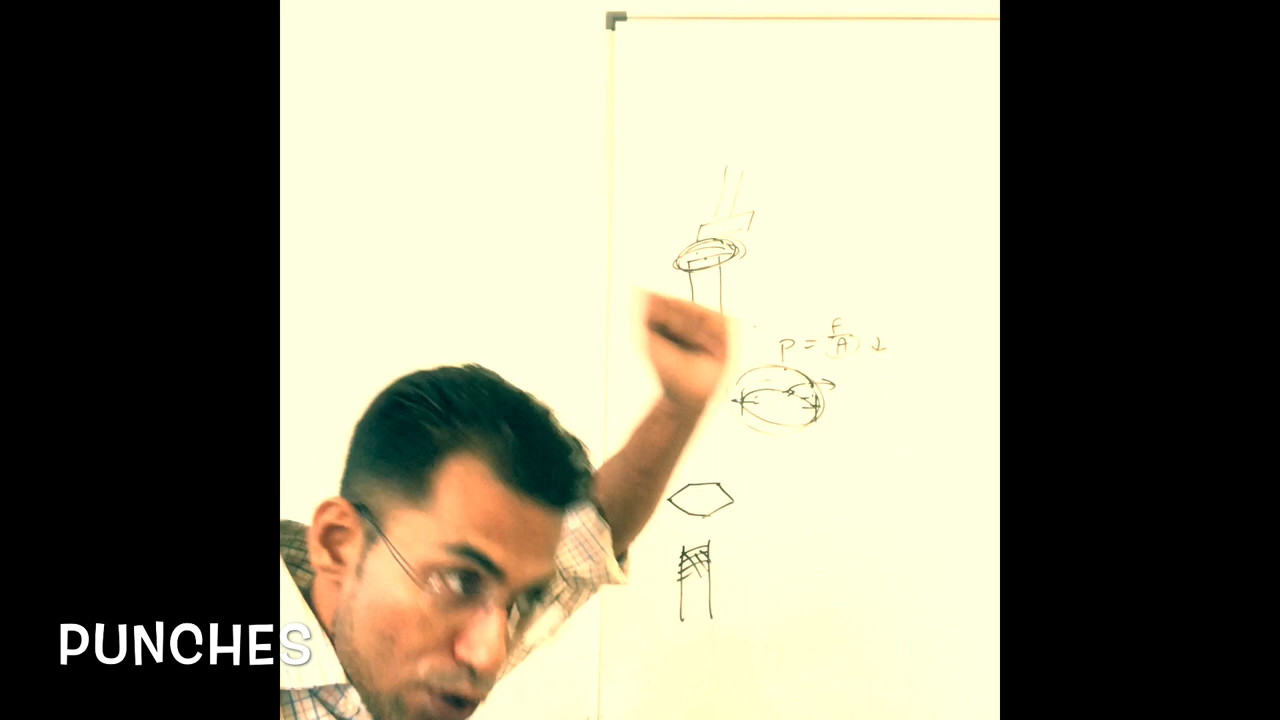 P = F/A ↓
PUNCHES